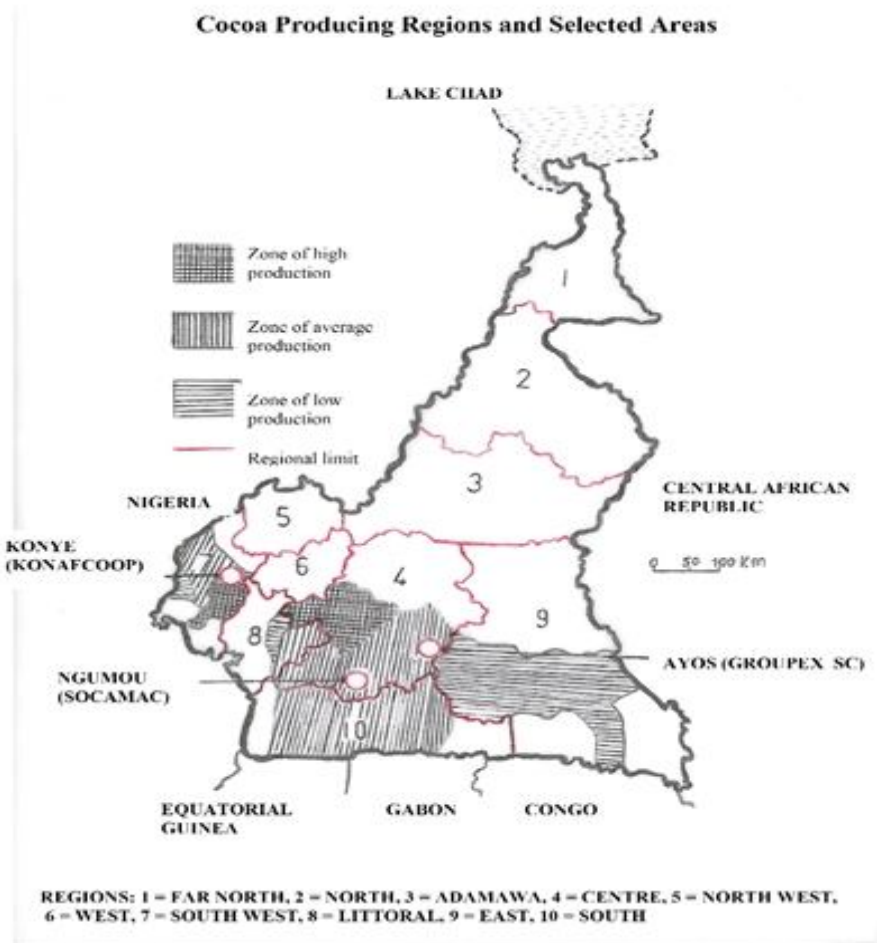 Cocoa Producing Regions and Selected Areas
LAKE CHAD
Zone of high
production
Zone of average
production
Zone of low
production
Regional limit
1
2
3
NIGERIA
CENTRAL AFRICAN
REPUBLIC
5
KONYE
(KONAFCOOP)
7
6
4
0 50 100 Km
9
8
AYOS (GROUPEX SC)
NGUMOU
(SOCAMAC)
10
EQUATORIAL
GUINEA
GABON
CONGO
REGIONS: 1 = FAR NORTH, 2 = NORTH, 3 = ADAMAWA, 4 = CENTRE, 5 = NORTH WEST,
6 = WEST, 7 = SOUTH WEST, 8 = LITTORAL, 9 = EAST, 10 = SOUTH